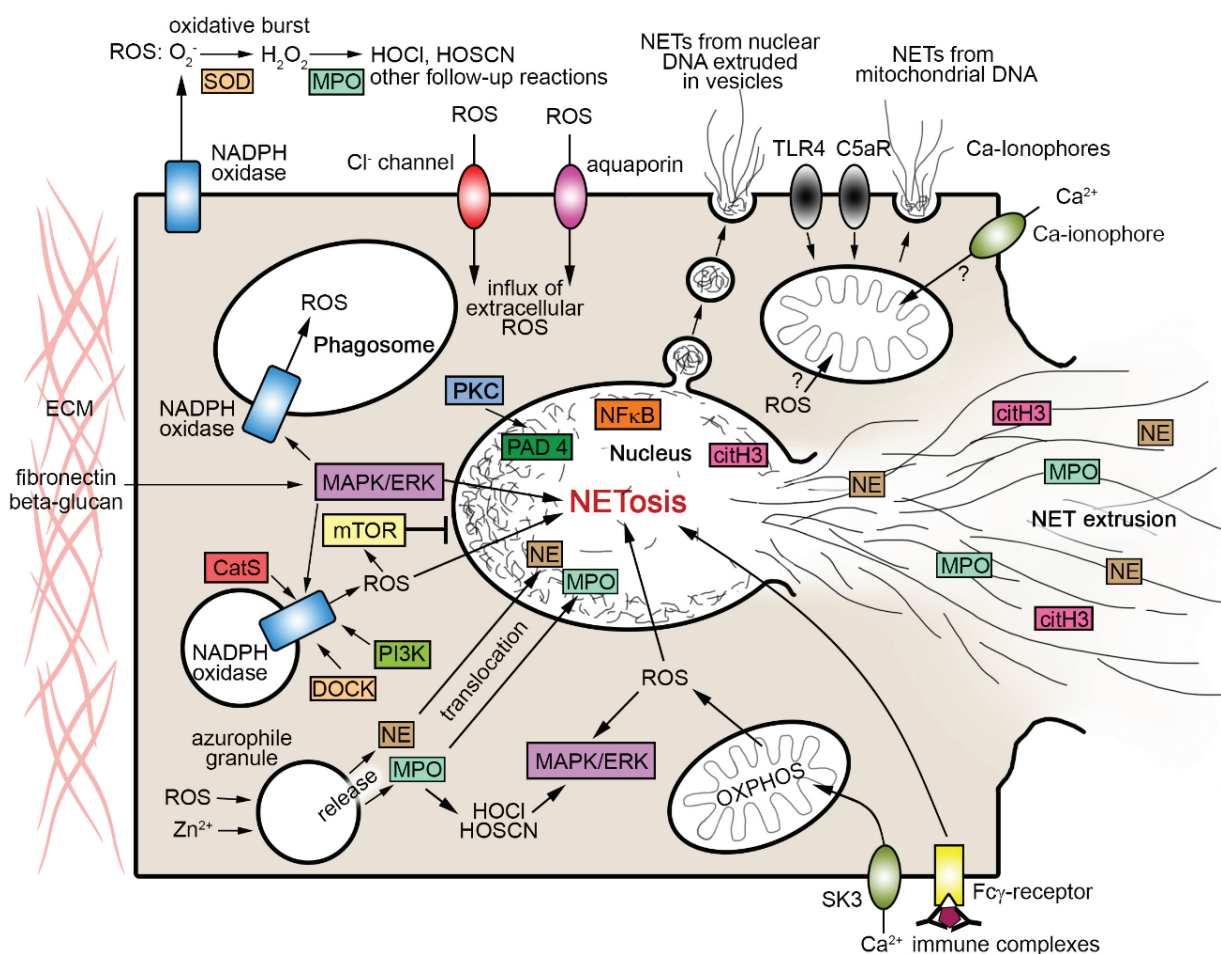 oxidative burst
ROS: O₂⁻ → H₂O₂ → HOCl, HOSCN
SOD
MPO
other follow-up reactions
NETs from nuclear
DNA extruded
in vesicles
NETs from
mitochondrial DNA
ROS
ROS
NADPH
oxidase
Cl⁻ channel
aquaporin
TLR4
C5aR
Ca-Ionophores
Ca²⁺
Ca-ionophore
?
influx of
extracellular
ROS
ROS
Phagosome
?
ROS
ECM
NADPH
oxidase
PKC
PAD 4
NFκB
Nucleus
citH3
citH3
NE
NE
MPO
NET extrusion
fibronectin
beta-glucan
MAPK/ERK
NETosis
mTOR
NE
MPO
MPO
NE
citH3
CatS
ROS
NADPH
oxidase
PI3K
DOCK
translocation
ROS
azurophile
granule
NE
MPO
release
MAPK/ERK
OXPHOS
ROS
Zn²⁺
HOCl
HOSCN
SK3
Fcγ-receptor
Ca²⁺
immune complexes